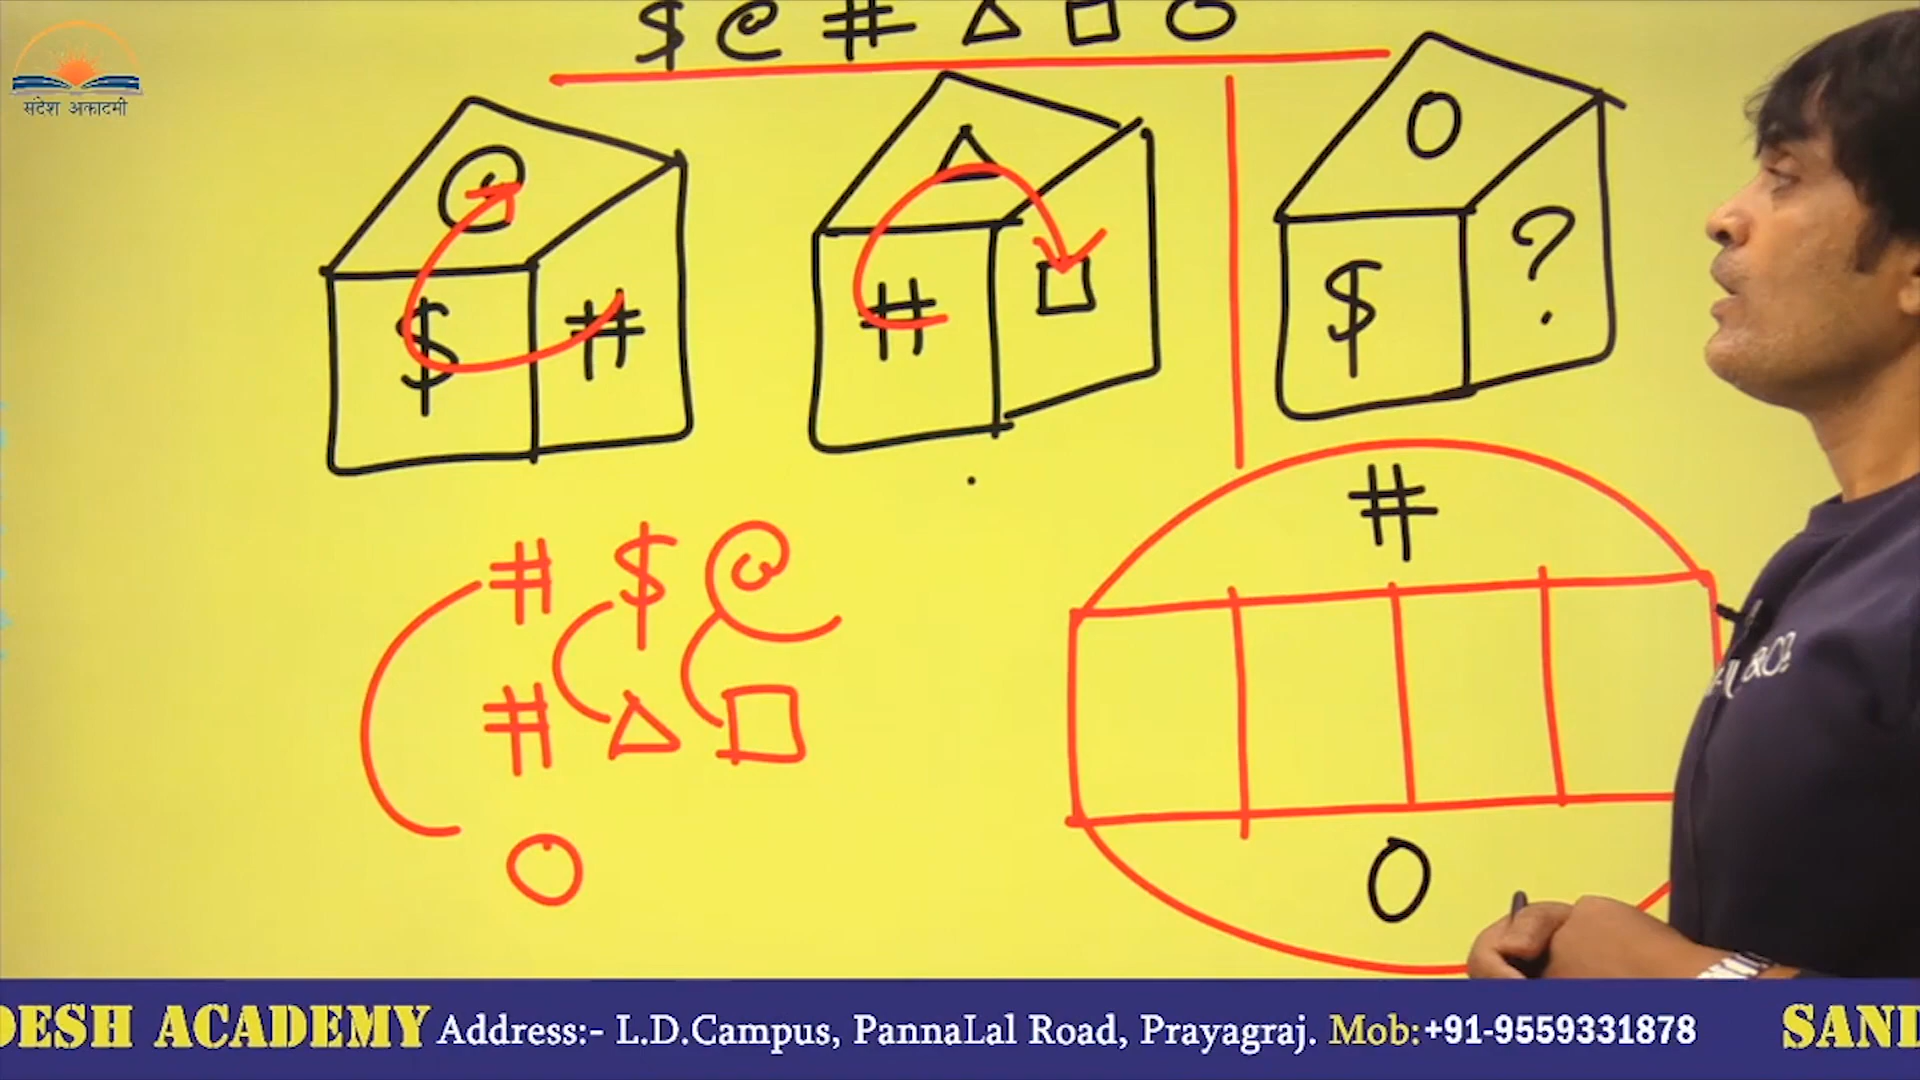 $ @ # △ □ O
संदेश अकादमी
@
$ #
△
# □
O
$ ?
#
# $ @
# △ □
O
O
DESH ACADEMY Address:- L.D.Campus, PannaLal Road, Prayagraj. Mob:+91-9559331878 SAND